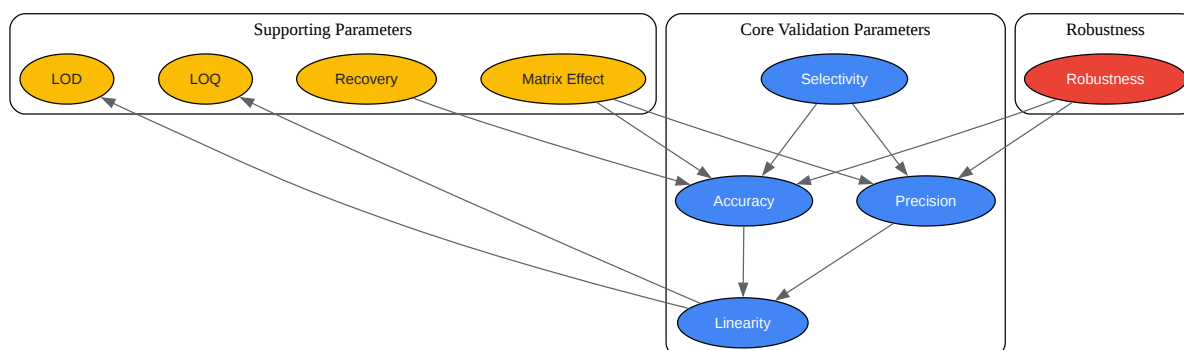 Supporting Parameters
LOD
LOQ
Recovery
Matrix Effect
Core Validation Parameters
Selectivity
Accuracy
Precision
Linearity
Robustness
Robustness